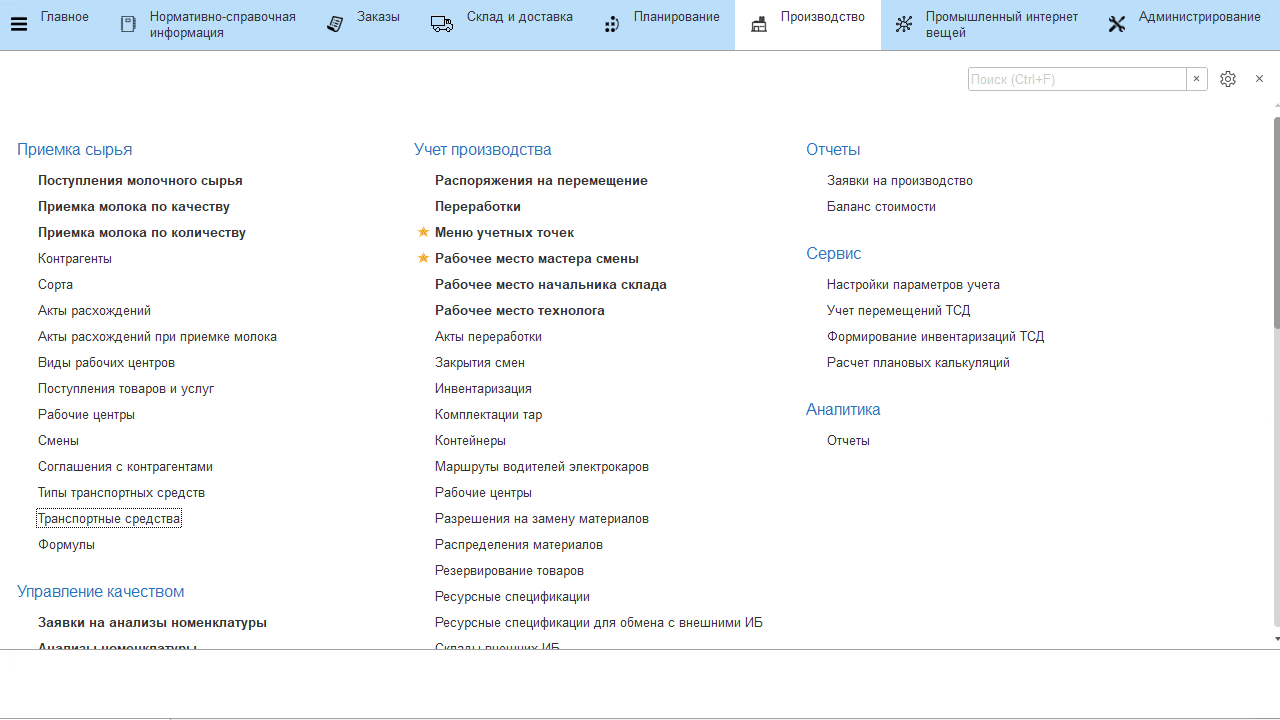 Главное
Нормативно-справочная
информация
Заказы
Склад и доставка
Планирование
Производство
Промышленный интернет
вещей
Администрирование
Поиск (Ctrl+F)
Приемка сырья
Поступления молочного сырья
Приемка молока по качеству
Приемка молока по количеству
Контрагенты
Сорта
Акты расхождений
Акты расхождений при приемке молока
Виды рабочих центров
Поступления товаров и услуг
Рабочие центры
Смены
Соглашения с контрагентами
Типы транспортных средств
Транспортные средства
Формулы
Управление качеством
Заявки на анализы номенклатуры
Анализы номенклатуры
Учет производства
Распоряжения на перемещение
Переработки
Меню учетных точек
Рабочее место мастера смены
Рабочее место начальника склада
Рабочее место технолога
Акты переработки
Закрытия смен
Инвентаризация
Комплектации тар
Контейнеры
Маршруты водителей электрокаров
Рабочие центры
Разрешения на замену материалов
Распределения материалов
Резервирование товаров
Ресурсные спецификации
Ресурсные спецификации для обмена с внешними ИБ
Склады внешних ИБ
Отчеты
Заявки на производство
Баланс стоимости
Сервис
Настройки параметров учета
Учет перемещений ТСД
Формирование инвентаризаций ТСД
Расчет плановых калькуляций
Аналитика
Отчеты